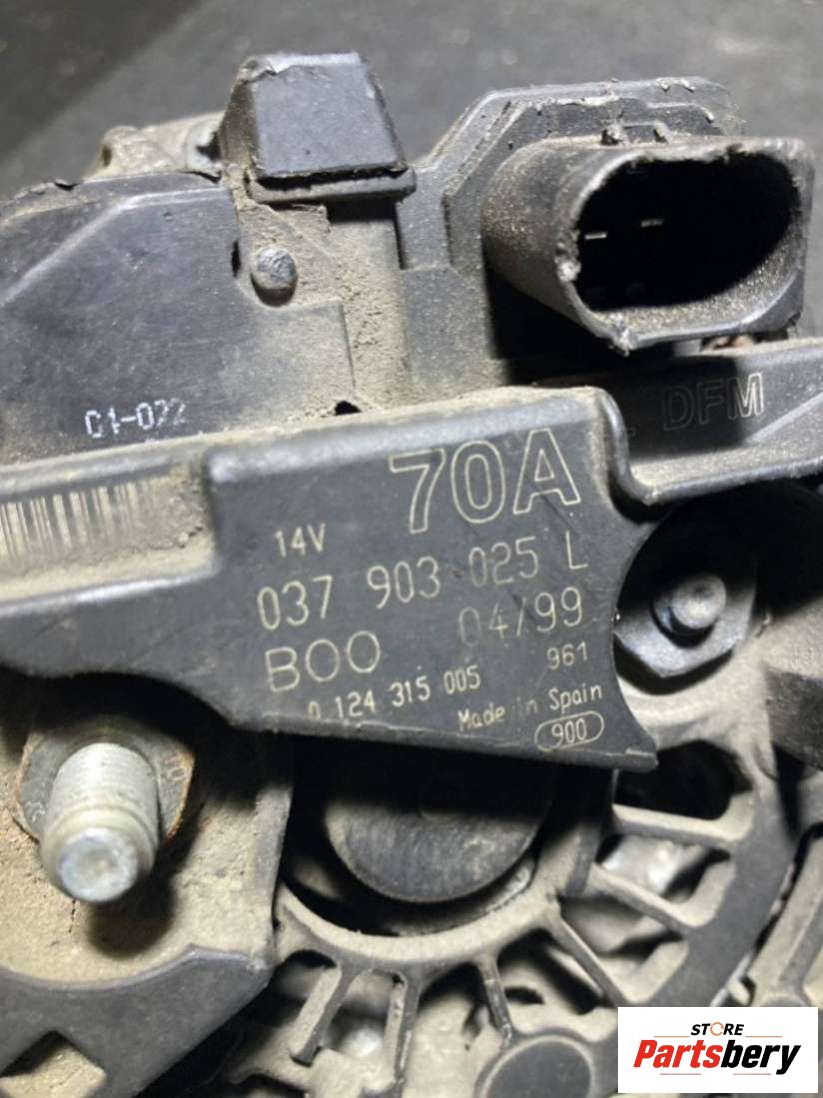 C1-022
L DFM
70A
14V
037 903 025 L
BOO 04/99
961
0 124 315 005
Made in Spain
900
STORE
Partsbery